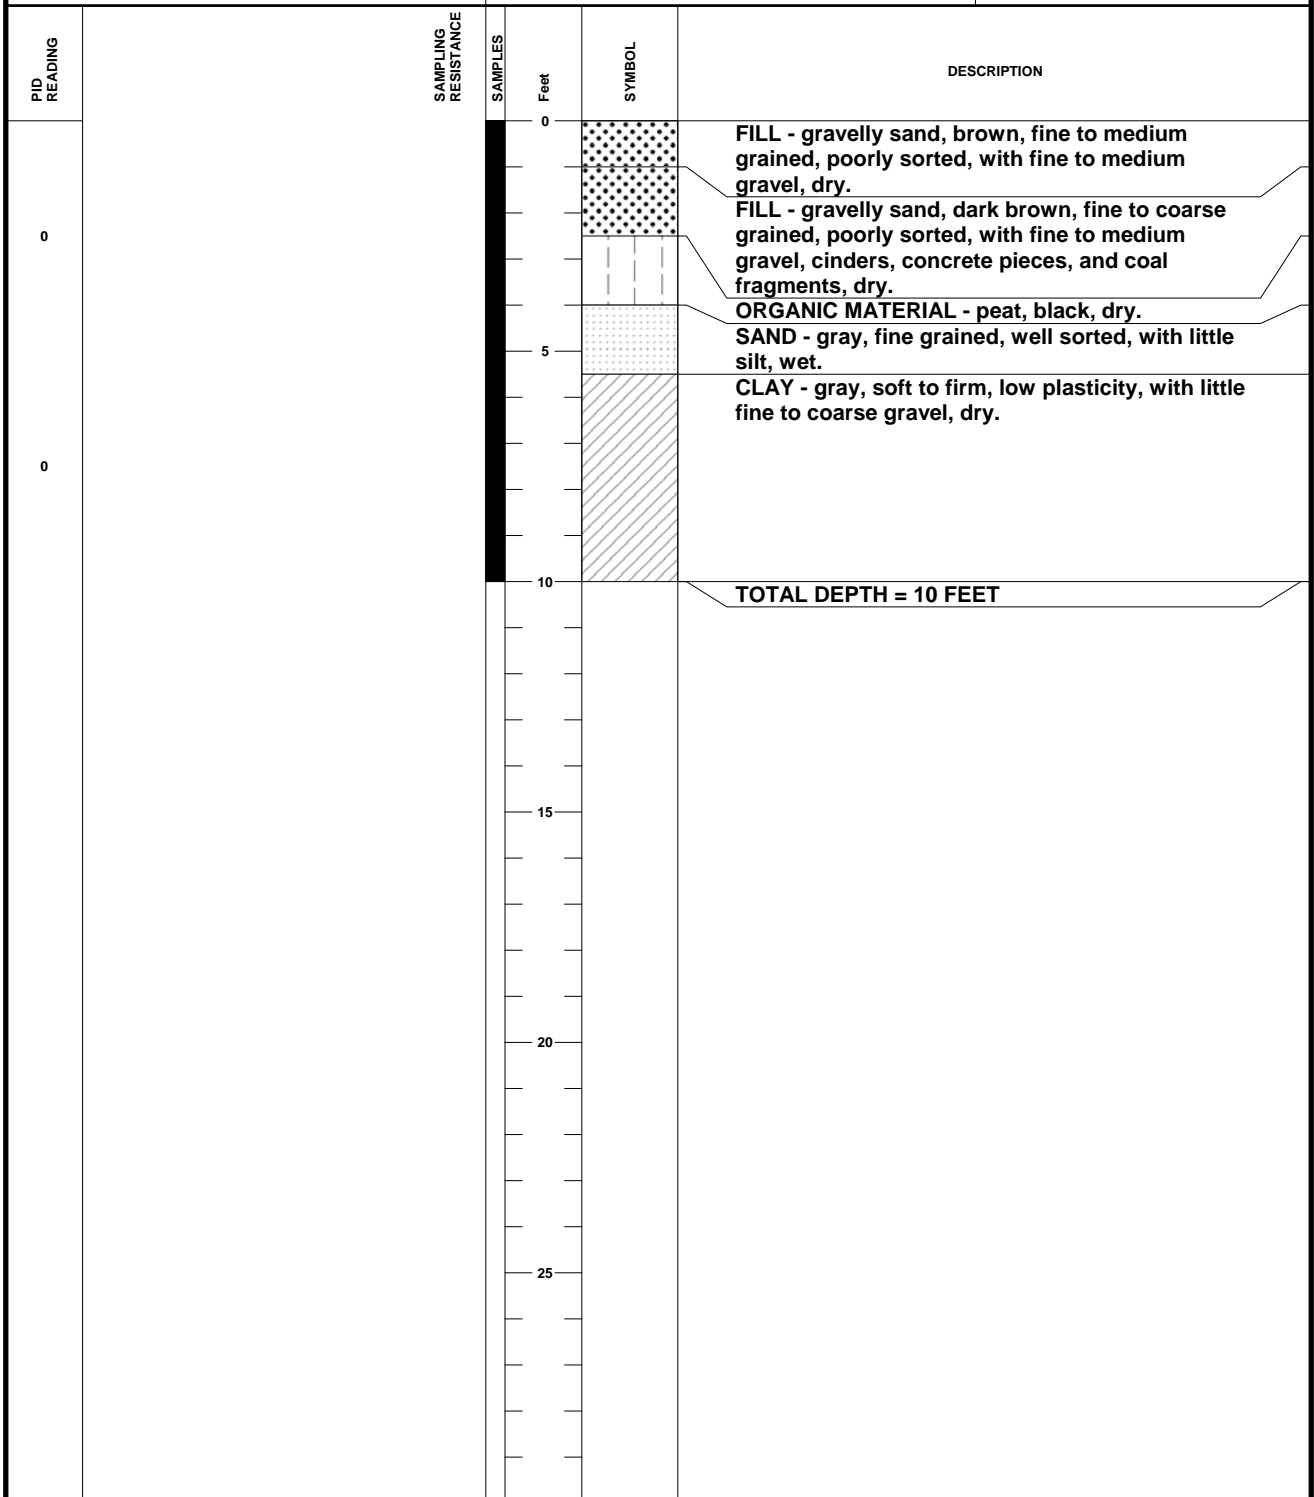 PID
READING
SAMPLING
RESISTANCE
SAMPLES
Feet
SYMBOL
DESCRIPTION
0
FILL - gravelly sand, brown, fine to medium
grained, poorly sorted, with fine to medium
gravel, dry.
FILL - gravelly sand, dark brown, fine to coarse
0
grained, poorly sorted, with fine to medium
gravel, cinders, concrete pieces, and coal
fragments, dry.
ORGANIC MATERIAL - peat, black, dry.
SAND - gray, fine grained, well sorted, with little
5
silt, wet.
CLAY - gray, soft to firm, low plasticity, with little
fine to coarse gravel, dry.
0
10
TOTAL DEPTH = 10 FEET
15
20
25